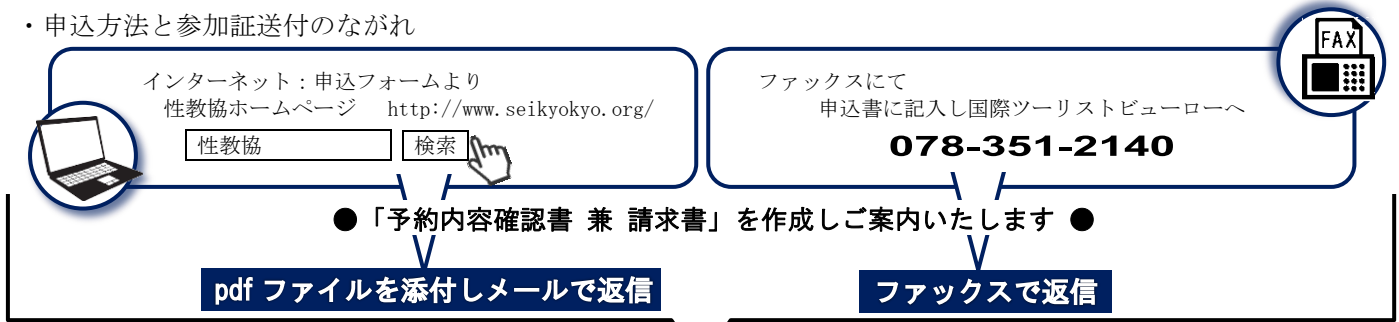 ・申込方法と参加証送付のながれ
インターネット：申込フォームより
性教協ホームページ　http://www.seikyokyo.org/
性教協　検索
FAX
ファックスにて
申込書に記入し国際ツーリストビューローへ
078-351-2140
●「予約内容確認書 兼 請求書」を作成しご案内いたします ●
pdf ファイルを添付しメールで返信
ファックスで返信